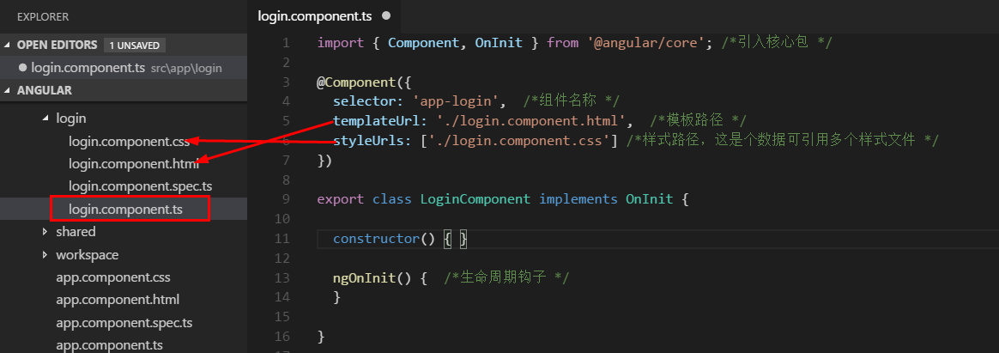 EXPLORER
OPEN EDITORS 1 UNSAVED
login.component.ts src\app\login
ANGULAR
login
login.component.css
login.component.html
login.component.spec.ts
login.component.ts
shared
workspace
app.component.css
app.component.html
app.component.spec.ts
app.component.ts
login.component.ts
1 import { Component, OnInit } from '@angular/core'; /*引入核心包 */
2
3 @Component({
4 selector: 'app-login', /*组件名称 */
5 templateUrl: './login.component.html', /*模板路径 */
6 styleUrls: ['./login.component.css'] /*样式路径，这是个数据可引用多个样式文件 */
7 })
8
9 export class LoginComponent implements OnInit {
10
11 constructor() { }
12
13 ngOnInit() { /*生命周期钩子 */
14 }
15
16 }
17